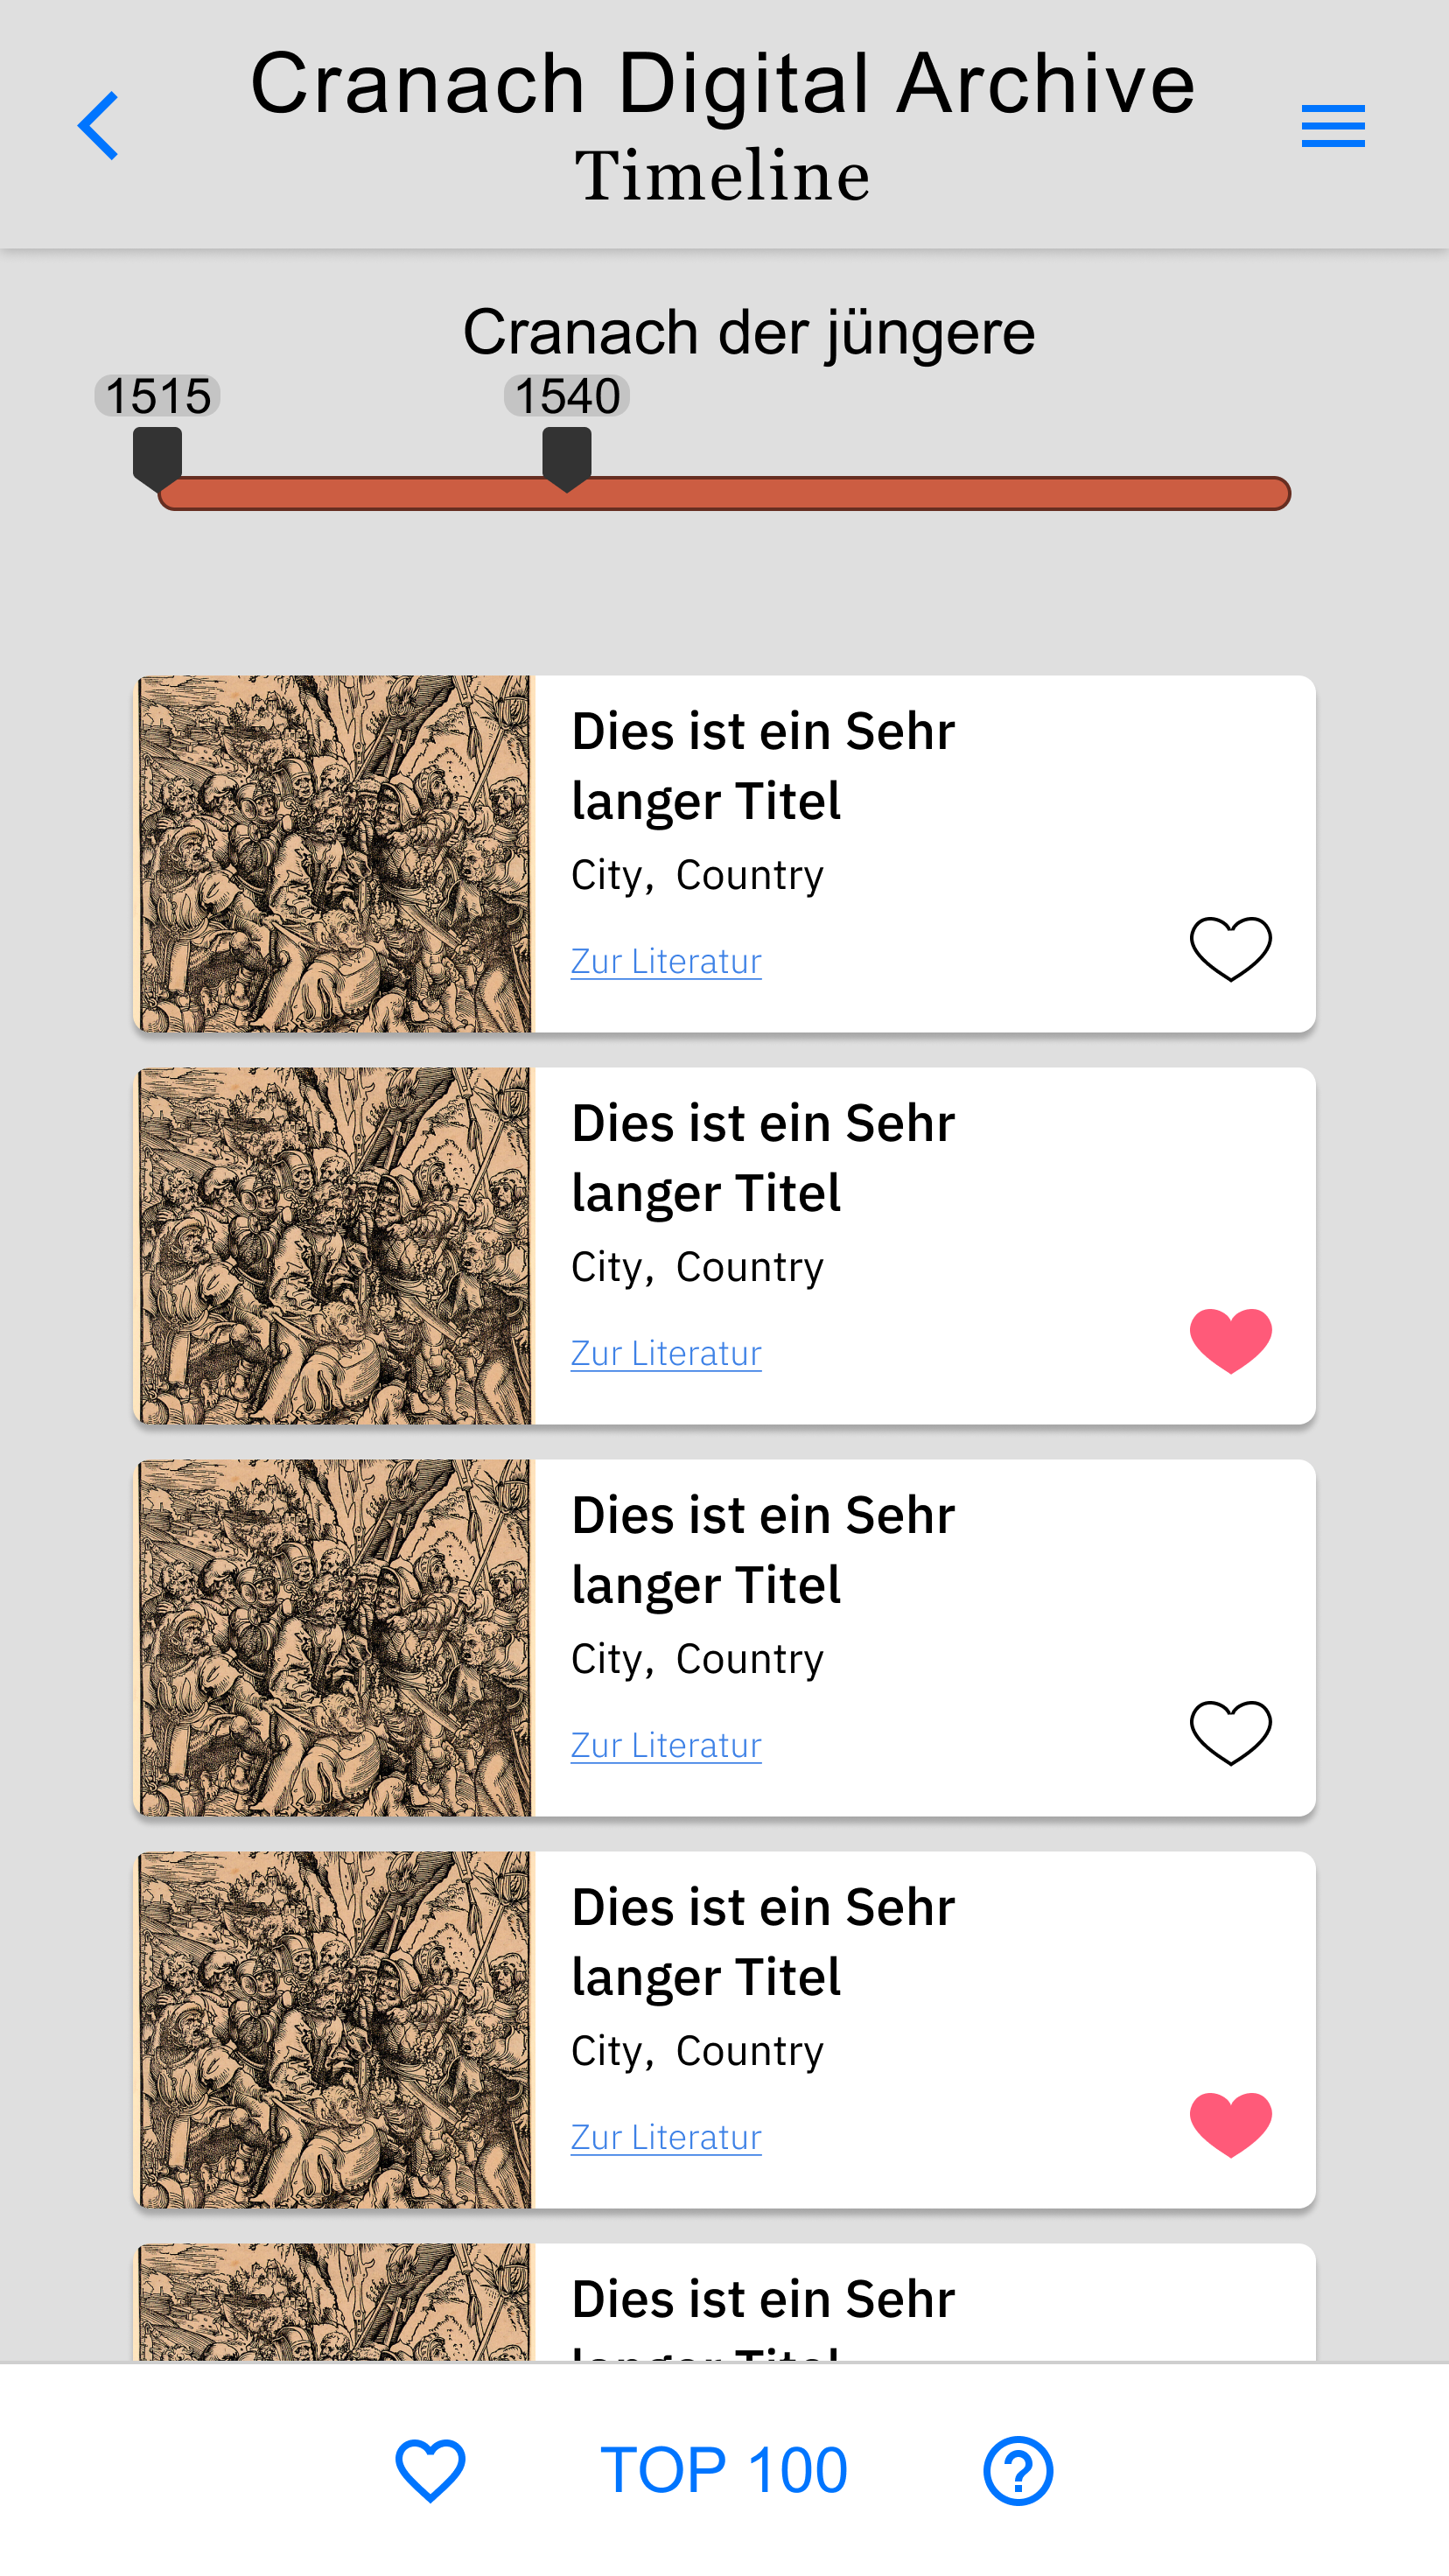 Cranach Digital Archive
Timeline
Cranach der jüngere
1515
1540
Dies ist ein Sehr
langer Titel
City, Country
Zur Literatur
Dies ist ein Sehr
langer Titel
City, Country
Zur Literatur
Dies ist ein Sehr
langer Titel
City, Country
Zur Literatur
Dies ist ein Sehr
langer Titel
City, Country
Zur Literatur
Dies ist ein Sehr
langer Titel
TOP 100
?